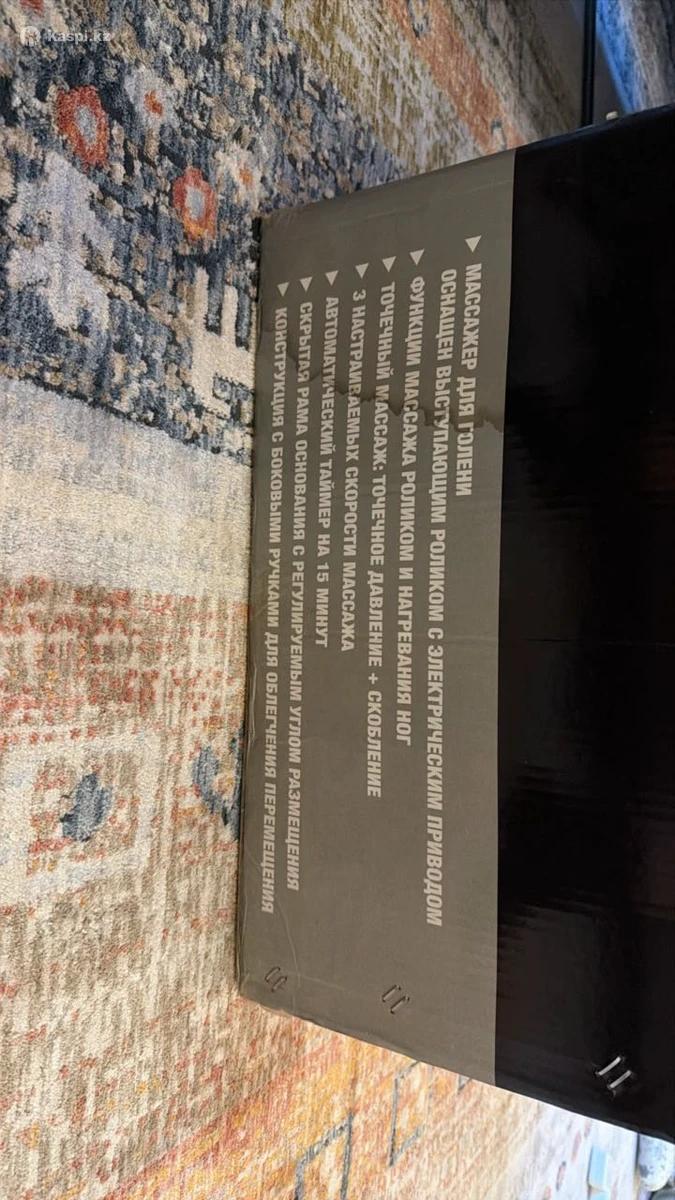 kaspi.kz
▶ МАССАЖЕР ДЛЯ ГОЛЕНИ
ОСНАЩЕН ВЫСТУПАЮЩИМ РОЛИКОМ С ЭЛЕКТРИЧЕСКИМ ПРИВОДОМ
▶ ФУНКЦИИ МАССАЖА РОЛИКОМ И НАГРЕВАНИЯ НОГ
▶ ТОЧЕЧНЫЙ МАССАЖ: ТОЧЕЧНОЕ ДАВЛЕНИЕ + СКОБЛЕНИЕ
▶ 3 НАСТРАИВАЕМЫХ СКОРОСТИ МАССАЖА
▶ АВТОМАТИЧЕСКИЙ ТАЙМЕР НА 15 МИНУТ
▶ СКРЫТАЯ РАМА ОСНОВАНИЯ С РЕГУЛИРУЕМЫМ УГЛОМ РАЗМЕЩЕНИЯ
▶ КОНСТРУКЦИЯ С БОКОВЫМИ РУЧКАМИ ДЛЯ ОБЛЕГЧЕНИЯ ПЕРЕМЕЩЕНИЯ